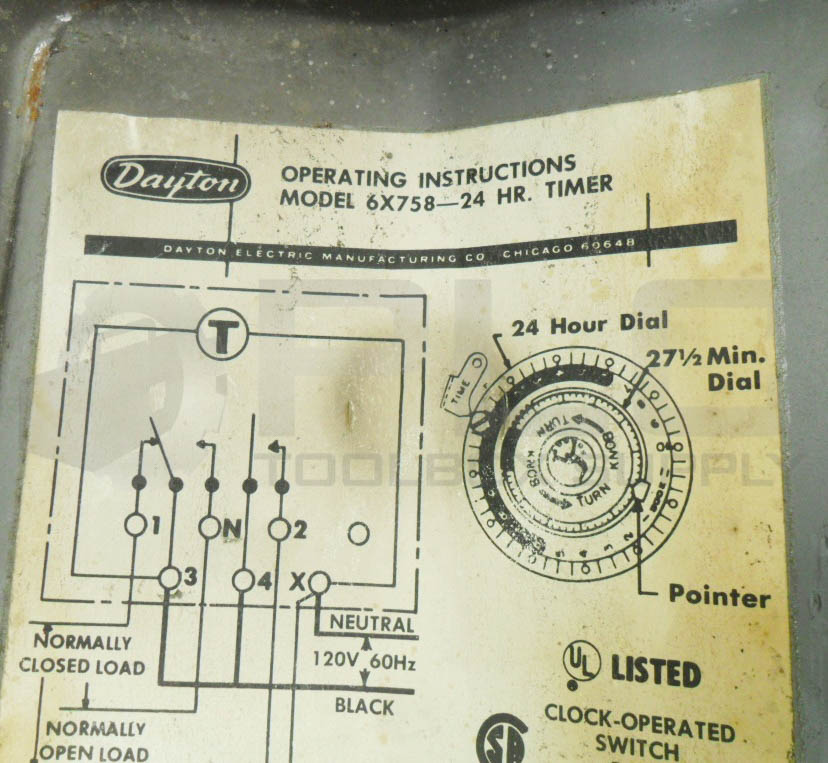 Dayton
OPERATING INSTRUCTIONS
MODEL 6X758—24 HR. TIMER
DAYTON ELECTRIC MANUFACTURING CO. CHICAGO 60648
T
24 Hour Dial
27½ Min.
Dial
TIME
TURN
KNOB
KNOB
TURN
1
N
2
3
4
X
Pointer
NEUTRAL
120V 60Hz
BLACK
NORMALLY
CLOSED LOAD
NORMALLY
OPEN LOAD
UL LISTED
CLOCK-OPERATED
SWITCH
TOOLBOX SUPPLY